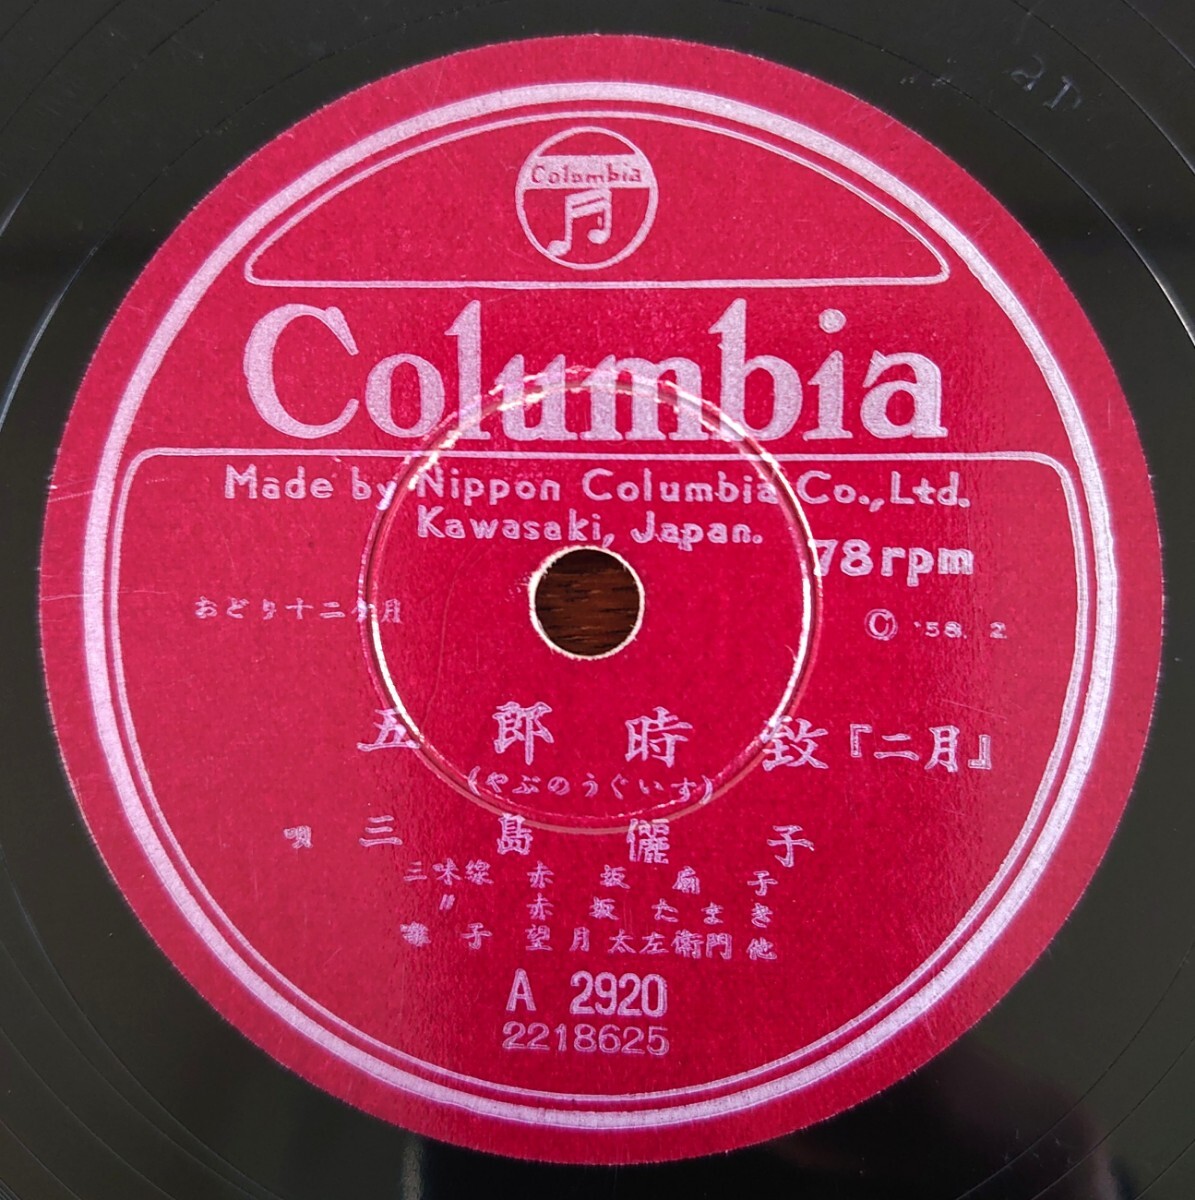 Columbia
Columbia
Made by Nippon Columbia Co., Ltd.
Kawasaki, Japan.
78rpm
おどり十二ヶ月
© '58. 2
五郎時致『二月』
(やぶのうぐいす)
唄 三島儷子
三味線 赤坂扇子
〃 赤坂たまき
囃子 望月太左衛門他
A 2920
2218625